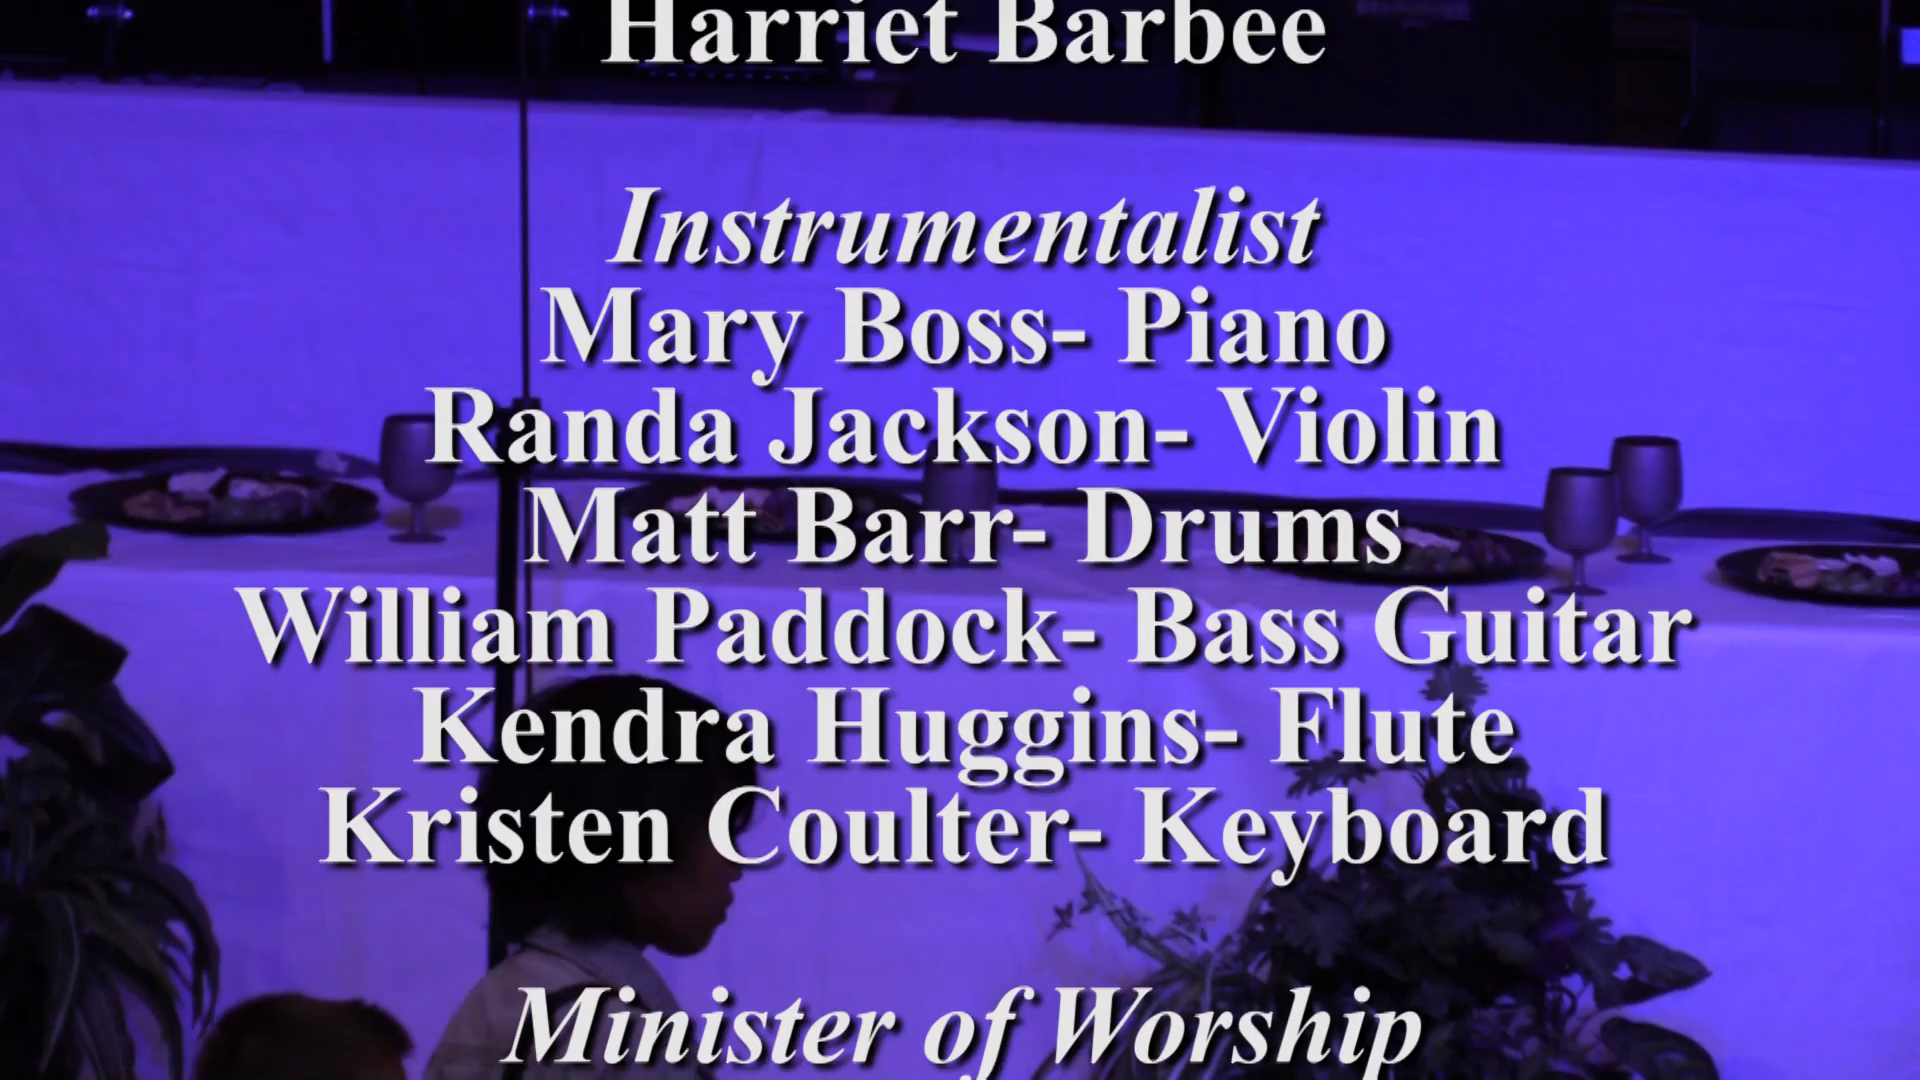 Harriet Barbee
Instrumentalist
Mary Boss- Piano
Randa Jackson- Violin
Matt Barr- Drums
William Paddock- Bass Guitar
Kendra Huggins- Flute
Kristen Coulter- Keyboard
Minister of Worship